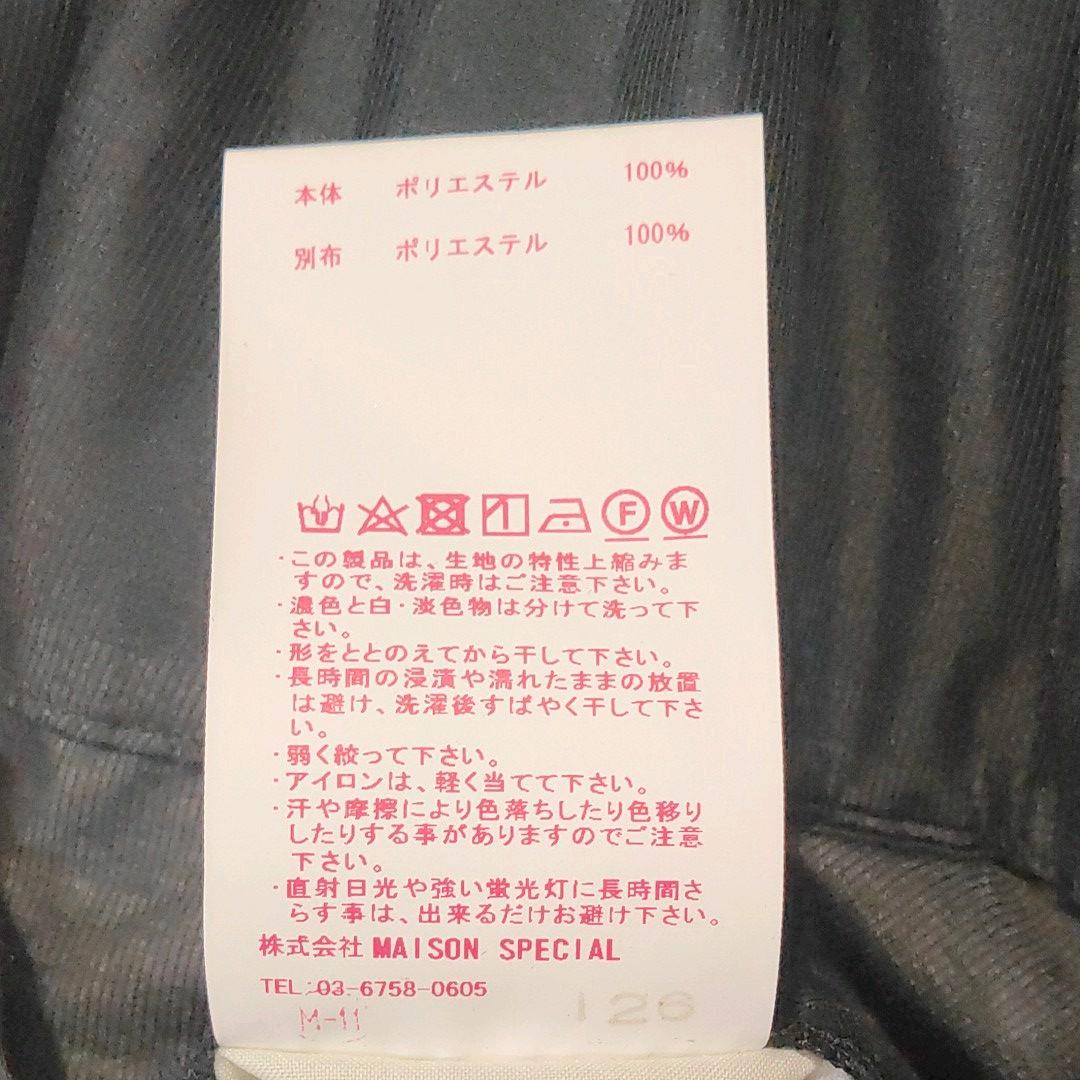 本体 ポリエステル 100%
別布 ポリエステル 100%
F W
・この製品は、生地の特性上縮みま
すので、洗濯時はご注意下さい。
・濃色と白・淡色物は分けて洗って下
さい。
・形をととのえてから干して下さい。
・長時間の浸漬や濡れたままの放置
は避け、洗濯後すばやく干して下さ
い。
・弱く絞って下さい。
・アイロンは、軽く当てて下さい。
・汗や摩擦により色落ちしたり色移り
したりする事がありますのでご注意
下さい。
・直射日光や強い蛍光灯に長時間さ
らす事は、出来るだけお避け下さい。
株式会社 MAISON SPECIAL
TEL:03-6758-0605
M-11
126